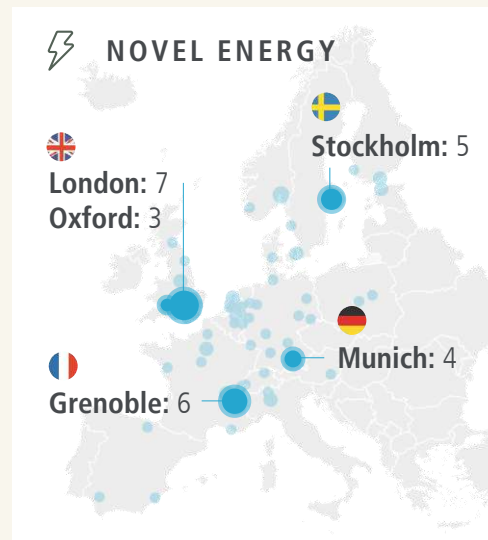 NOVEL ENERGY
Stockholm: 5
London: 7
Oxford: 3
Munich: 4
Grenoble: 6